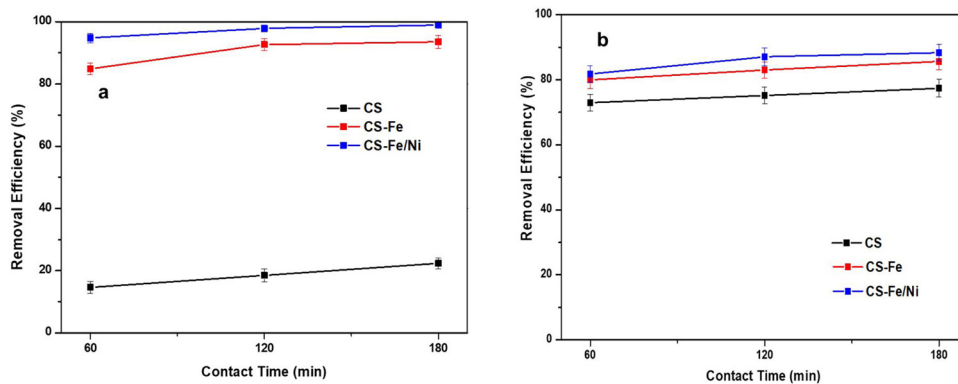 100
80
60
40
20
0
Removal Efficiency (%)
a
CS
CS-Fe
CS-Fe/Ni
60
120
180
Contact Time (min)
100
80
60
40
20
0
Removal Efficiency (%)
b
CS
CS-Fe
CS-Fe/Ni
60
120
180
Contact Time (min)